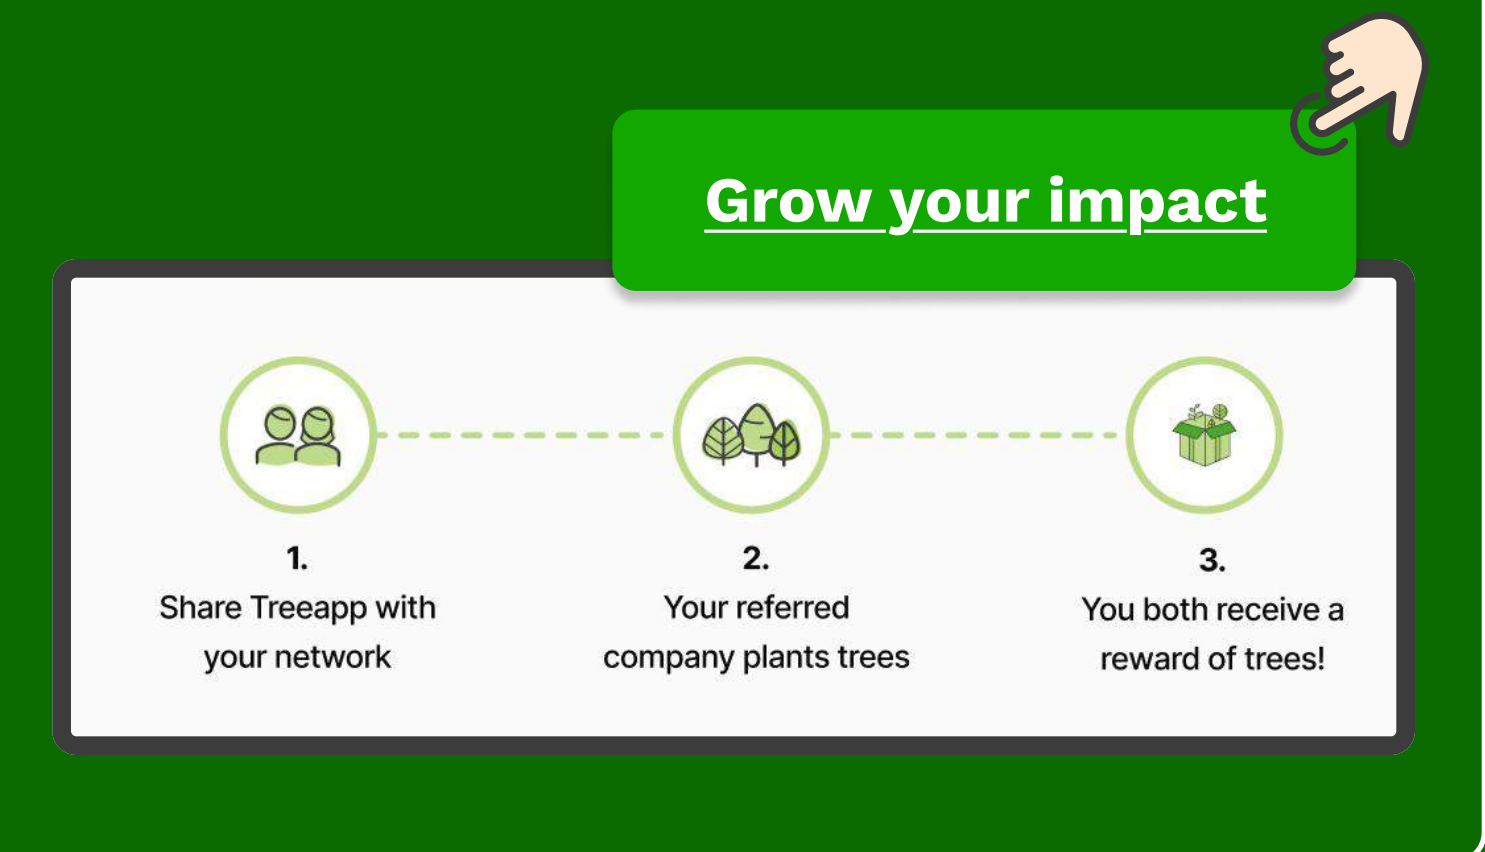 Grow your impact
1.
Share Treeapp with
your network
2.
Your referred
company plants trees
3.
You both receive a
reward of trees!